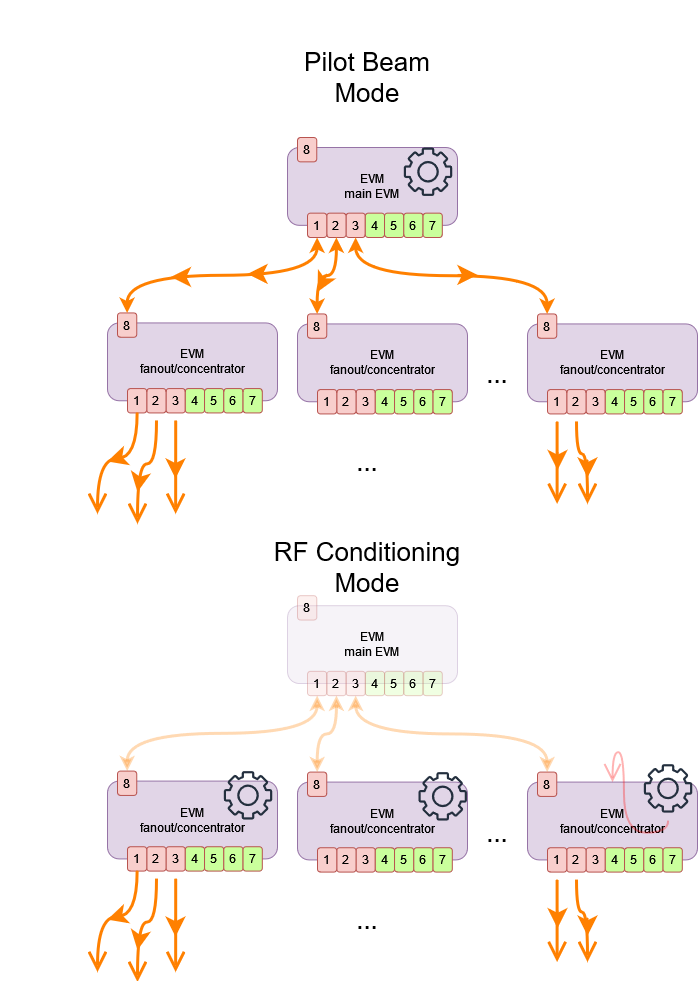 Pilot Beam
Mode
8
EVM
main EVM
1 2 3 4 5 6 7
8 8 8
EVM EVM EVM
fanout/concentrator fanout/concentrator ... fanout/concentrator
1 2 3 4 5 6 7 1 2 3 4 5 6 7 1 2 3 4 5 6 7
...
RF Conditioning
Mode
8
EVM
main EVM
1 2 3 4 5 6 7
8 8 8
EVM EVM EVM
fanout/concentrator fanout/concentrator ... fanout/concentrator
1 2 3 4 5 6 7 1 2 3 4 5 6 7 1 2 3 4 5 6 7
...